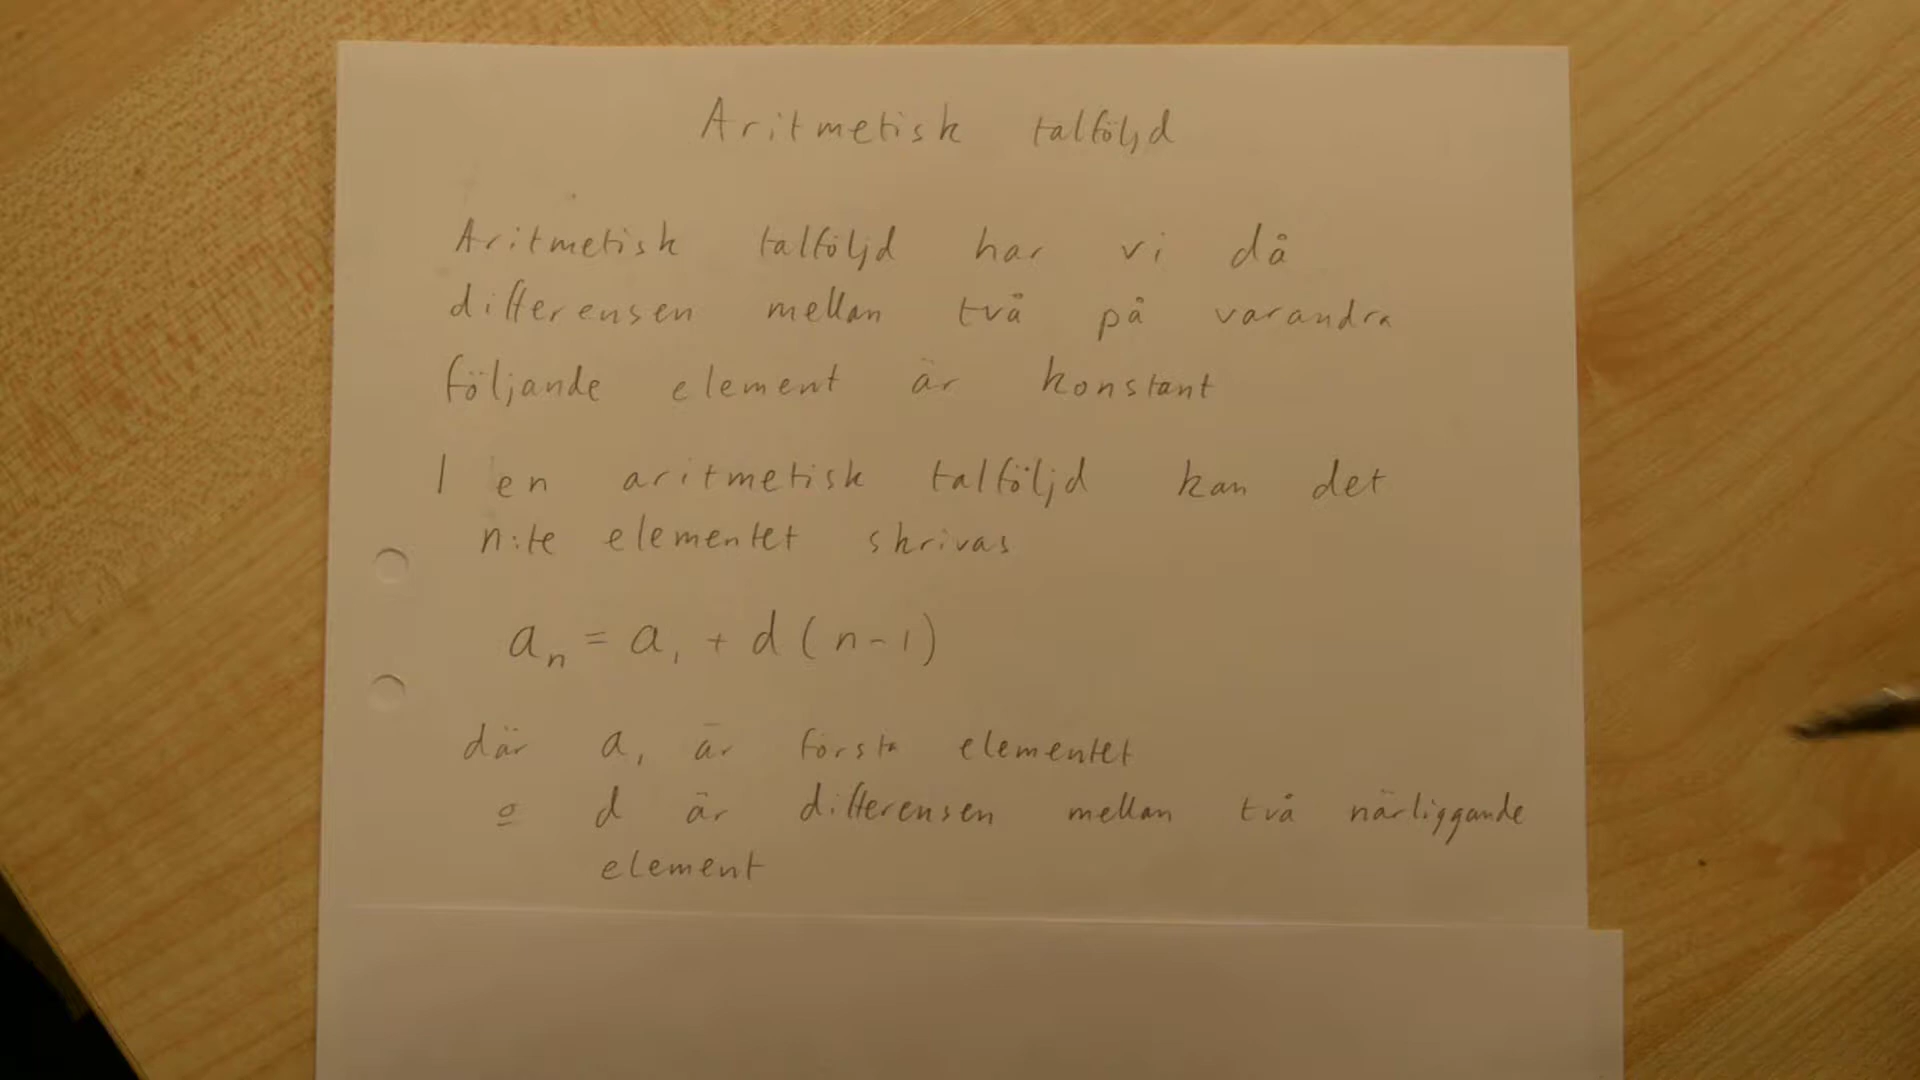 Aritmetisk talföljd
Aritmetisk talföljd har vi då
differensen mellan två på varandra
följande element är konstant
I en aritmetisk talföljd kan det
n:te elementet skrivas
aₙ = a₁ + d(n-1)
där a₁ är första elementet
o d är differensen mellan två närliggande
element